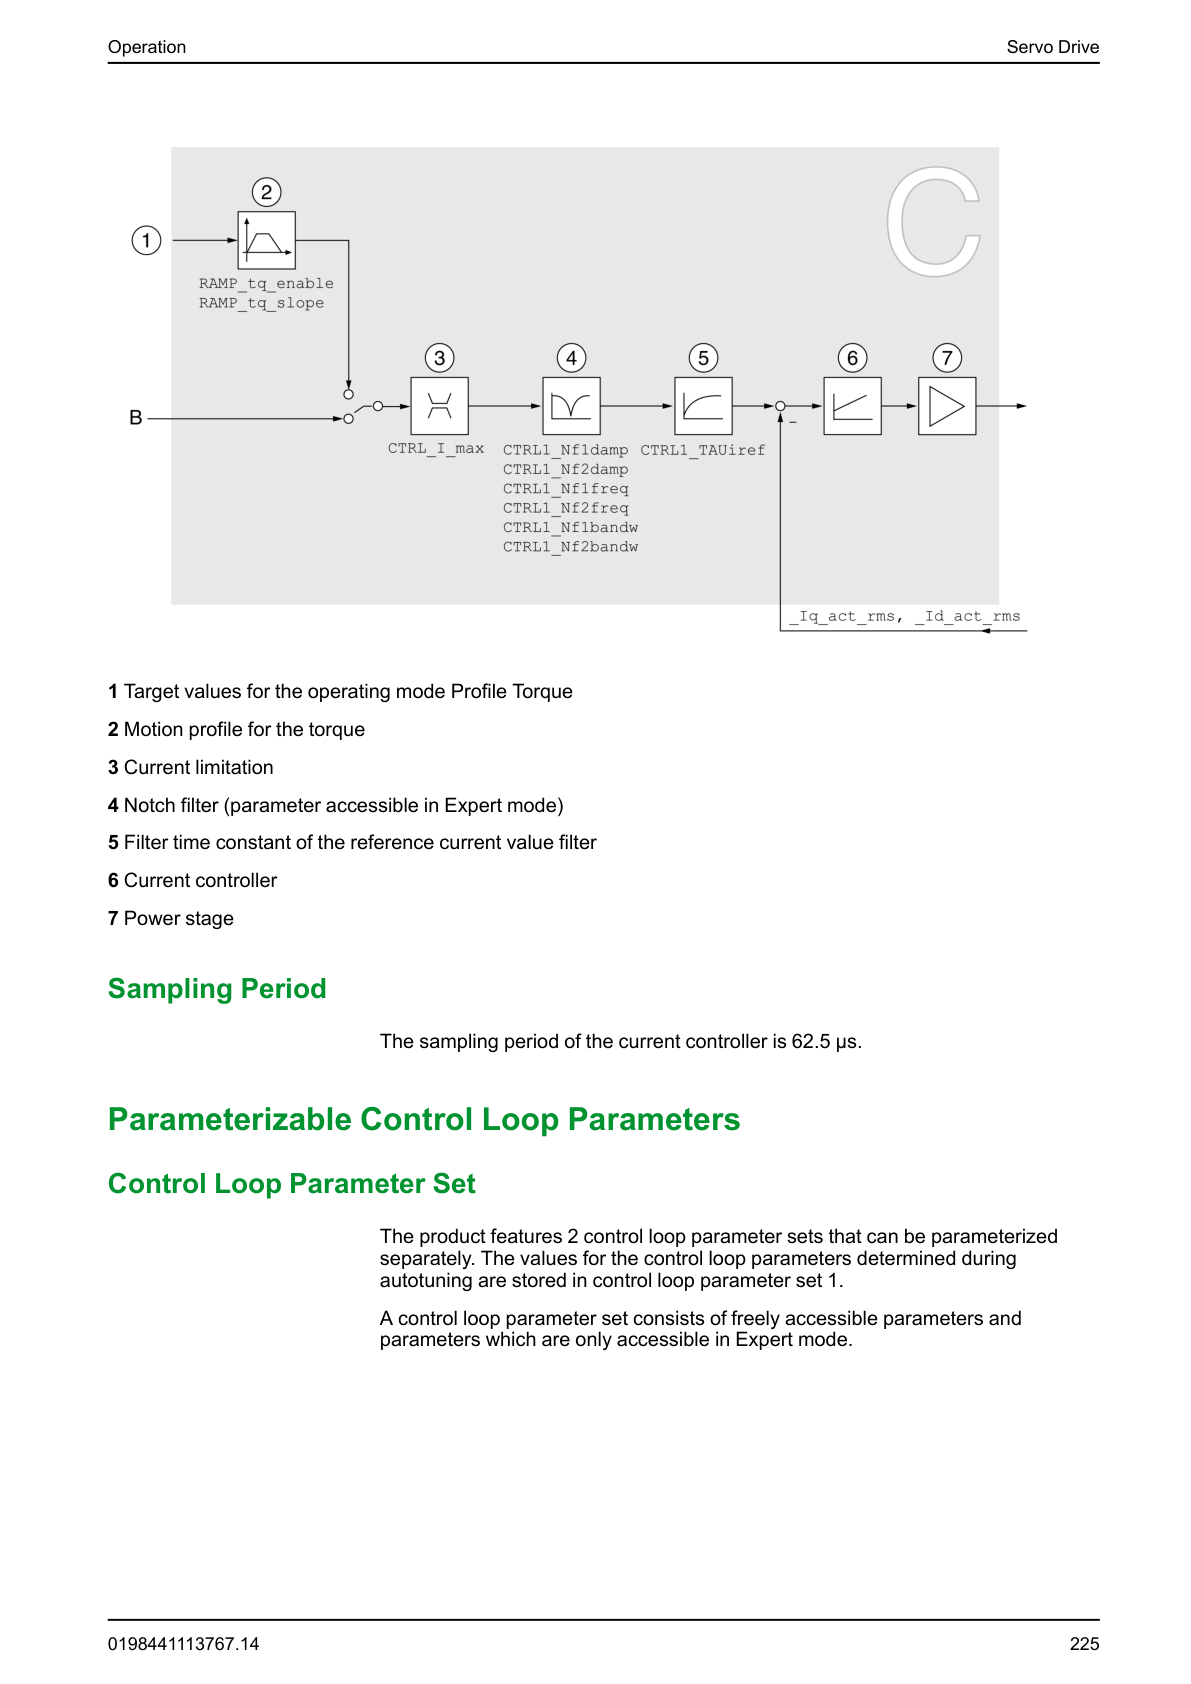 Operation
Servo Drive
C
2
1
RAMP_tq_enable
RAMP_tq_slope
3
4
5
6
7
B
–
CTRL_I_max
CTRL1_Nf1damp
CTRL1_Nf2damp
CTRL1_Nf1freq
CTRL1_Nf2freq
CTRL1_Nf1bandw
CTRL1_Nf2bandw
CTRL1_TAUiref
_Iq_act_rms, _Id_act_rms
1 Target values for the operating mode Profile Torque
2 Motion profile for the torque
3 Current limitation
4 Notch filter (parameter accessible in Expert mode)
5 Filter time constant of the reference current value filter
6 Current controller
7 Power stage
Sampling Period
The sampling period of the current controller is 62.5 µs.
Parameterizable Control Loop Parameters
Control Loop Parameter Set
The product features 2 control loop parameter sets that can be parameterized
separately. The values for the control loop parameters determined during
autotuning are stored in control loop parameter set 1.
A control loop parameter set consists of freely accessible parameters and
parameters which are only accessible in Expert mode.
0198441113767.14
225